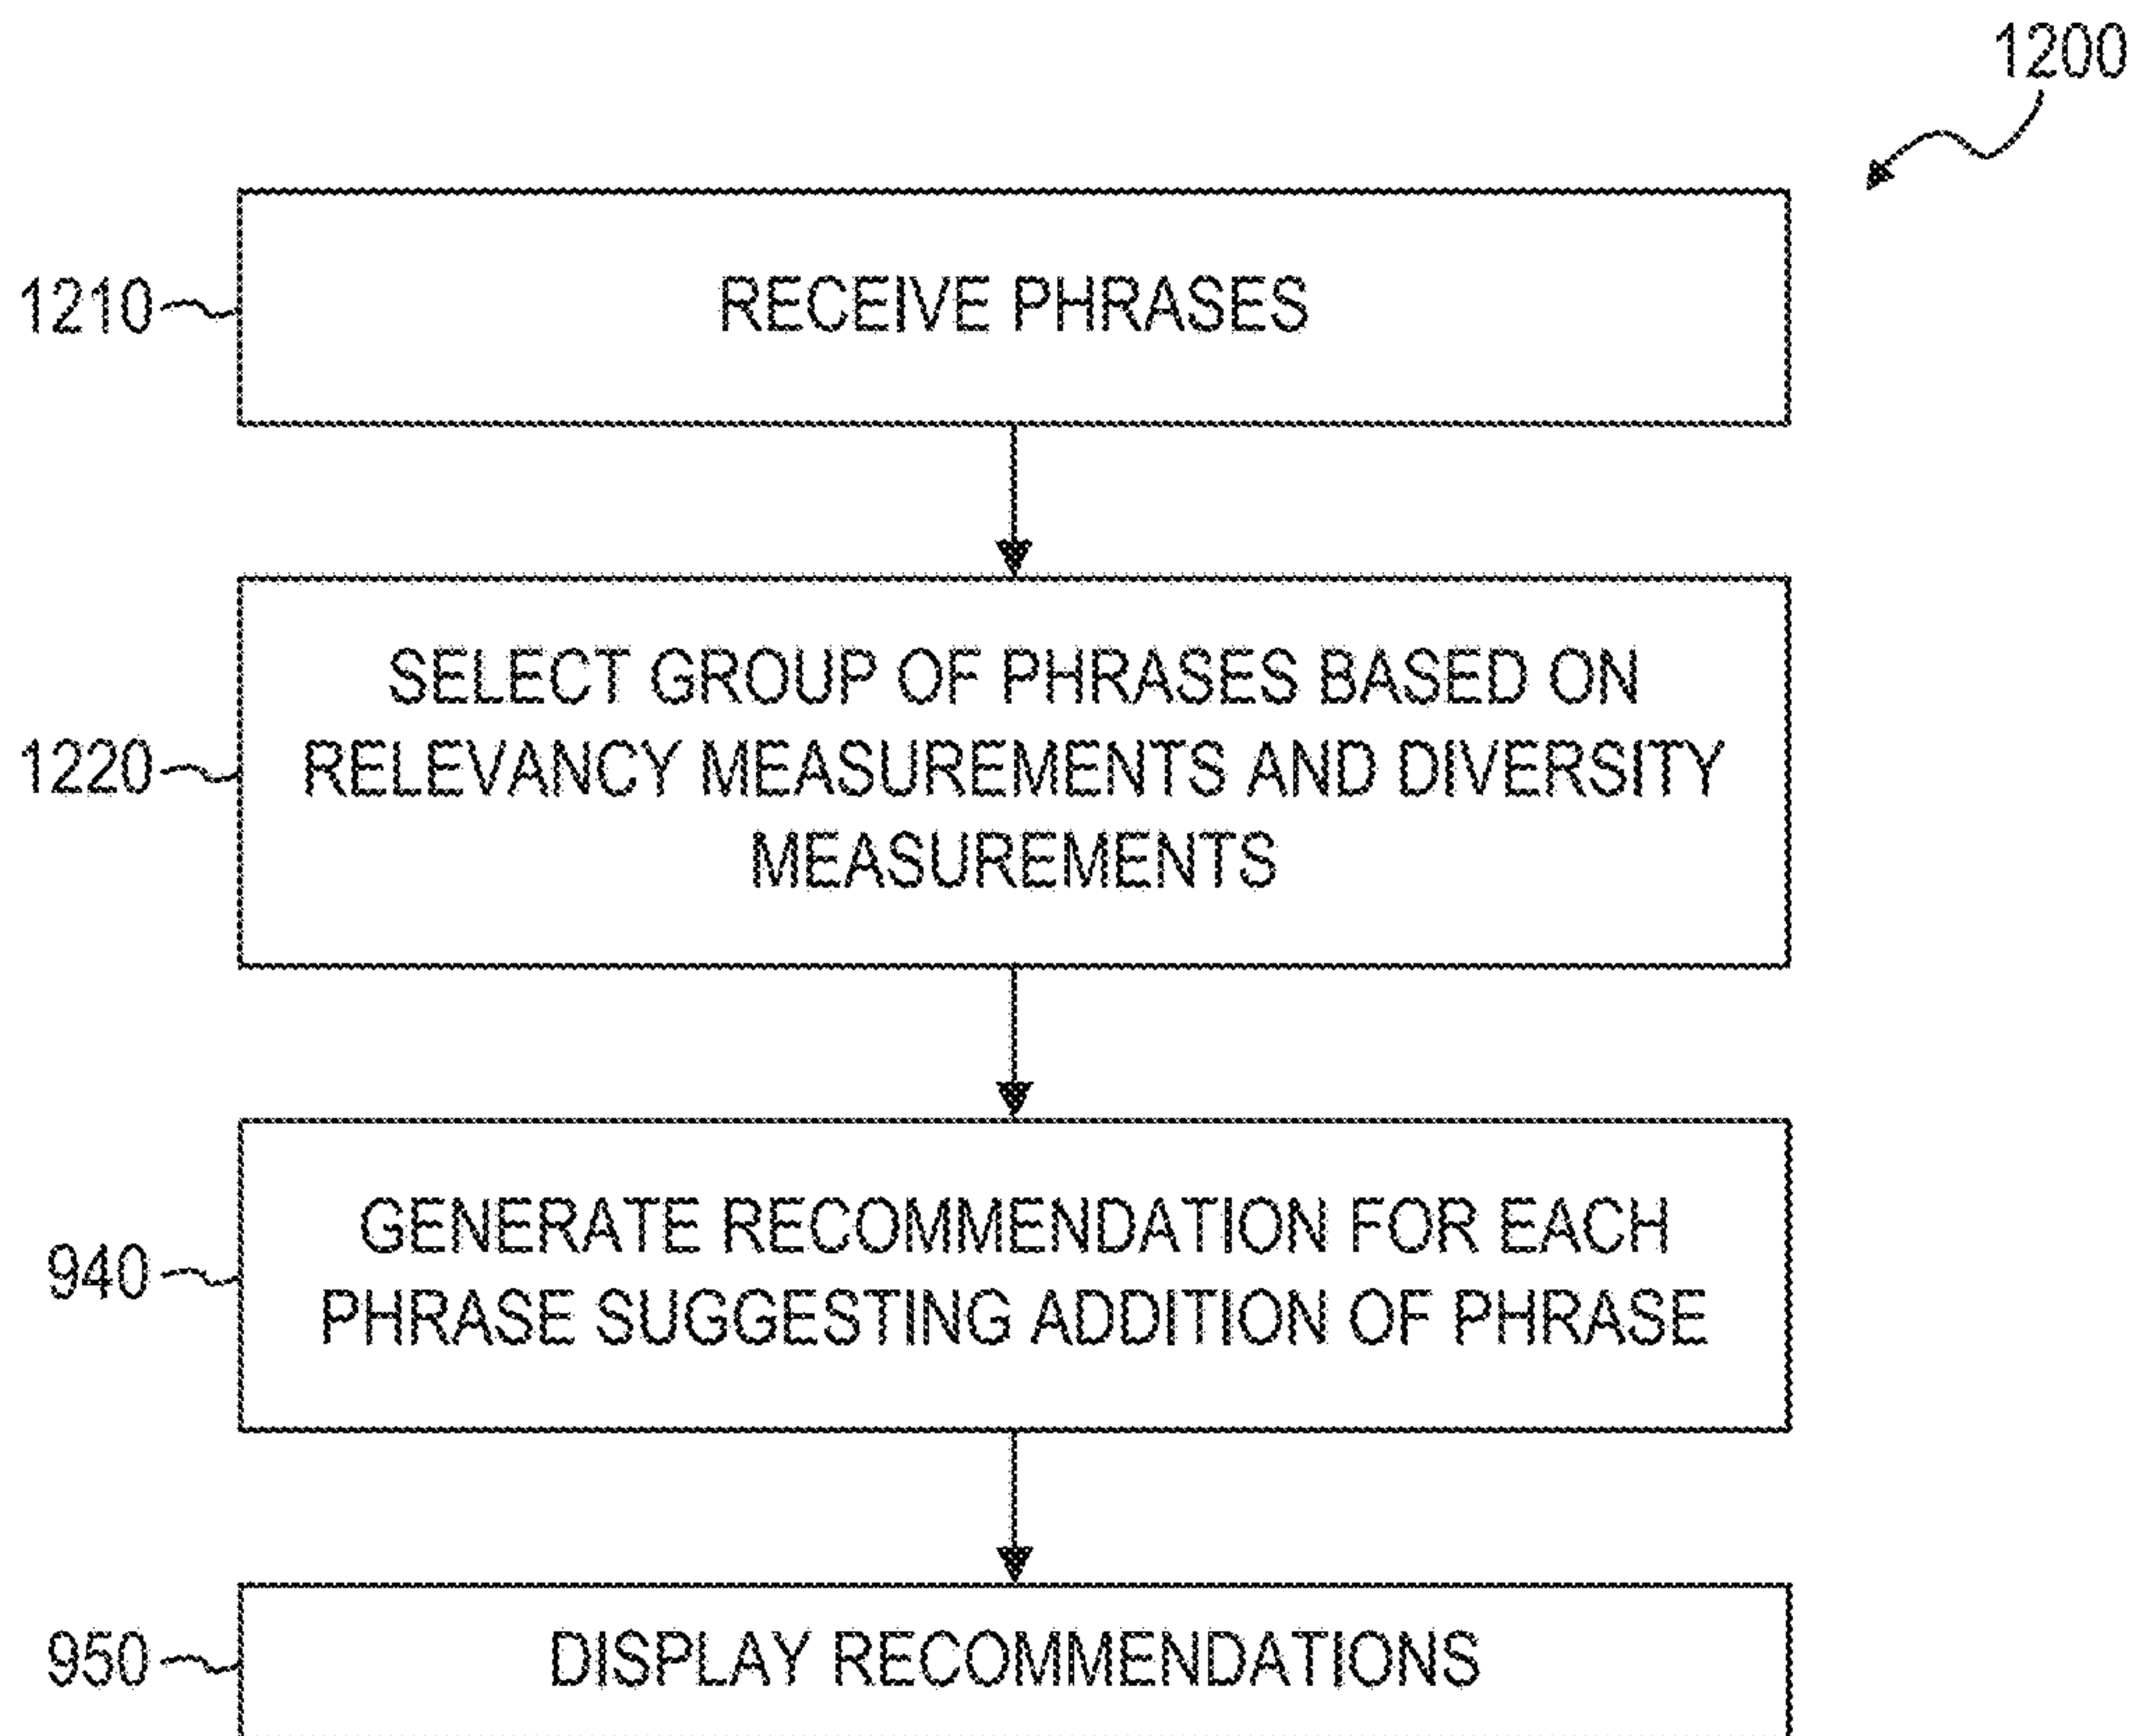 1200
1210
RECEIVE PHRASES
SELECT GROUP OF PHRASES BASED ON
1220
RELEVANCY MEASUREMENTS AND DIVERSITY
MEASUREMENTS
GENERATE RECOMMENDATION FOR EACH
940
PHRASE SUGGESTING ADDITION OF PHRASE
950
DISPLAY RECOMMENDATIONS